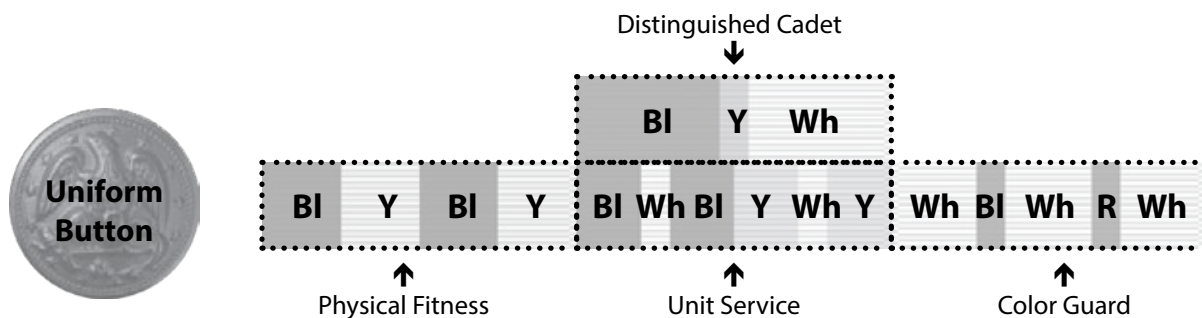 Distinguished Cadet
Bl Y Wh
Uniform
Button
Bl Y Bl Y Bl Wh Bl Y Wh Y Wh Bl Wh R Wh
Physical Fitness Unit Service Color Guard